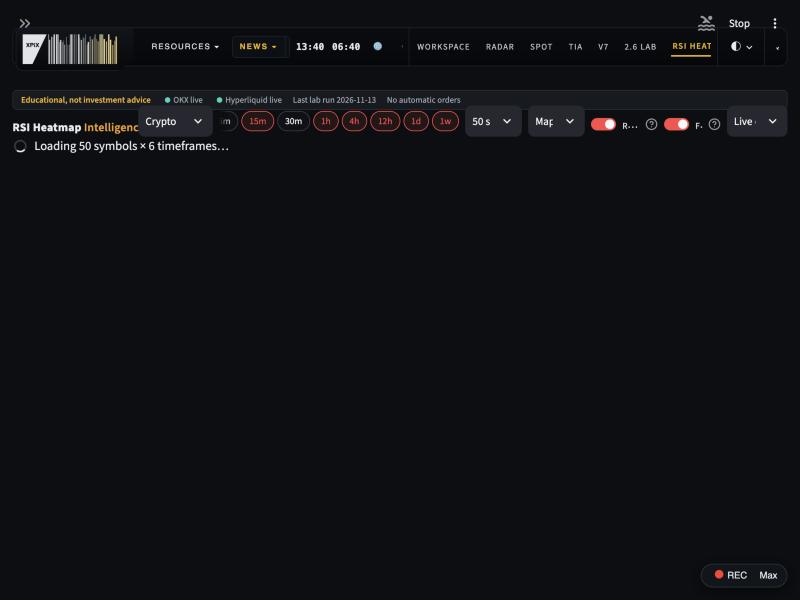 Stop
XPIX
RESOURCES NEWS 13:40 06:40 WORKSPACE RADAR SPOT TIA V7 2.6 LAB RSI HEAT
Educational, not investment advice OKX live Hyperliquid live Last lab run 2026-11-13 No automatic orders
RSI Heatmap Intelligenc Crypto m 15m 30m 1h 4h 12h 1d 1w 50 s Map R... F. Live
Loading 50 symbols × 6 timeframes...
REC Max